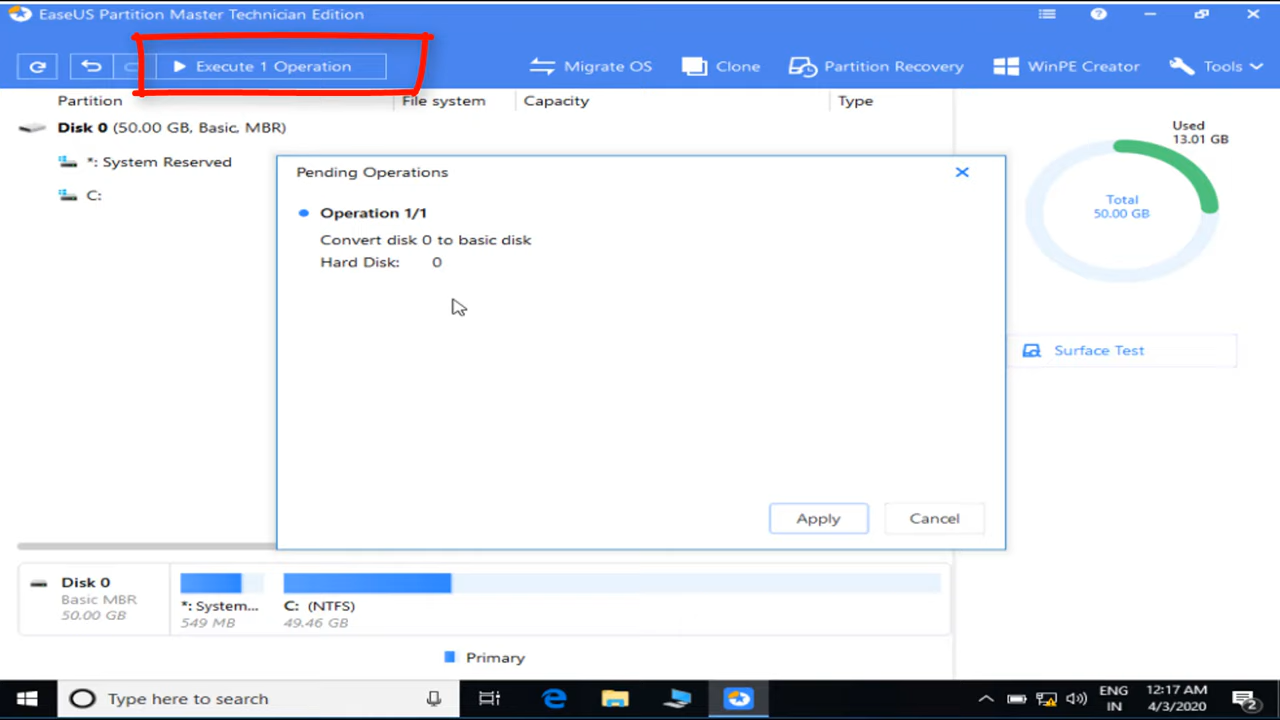 EaseUS Partition Master Technician Edition
Execute 1 Operation
Migrate OS
Clone
Partition Recovery
WinPE Creator
Tools
Partition
File system
Capacity
Type
Disk 0 (50.00 GB, Basic, MBR)
*: System Reserved
C:
Used
13.01 GB
Total
50.00 GB
Surface Test
Pending Operations
Operation 1/1
Convert disk 0 to basic disk
Hard Disk: 0
Apply
Cancel
Disk 0
Basic MBR
50.00 GB
*: System...
549 MB
C: (NTFS)
49.46 GB
Primary
Type here to search
ENG
IN
12:17 AM
4/3/2020
2